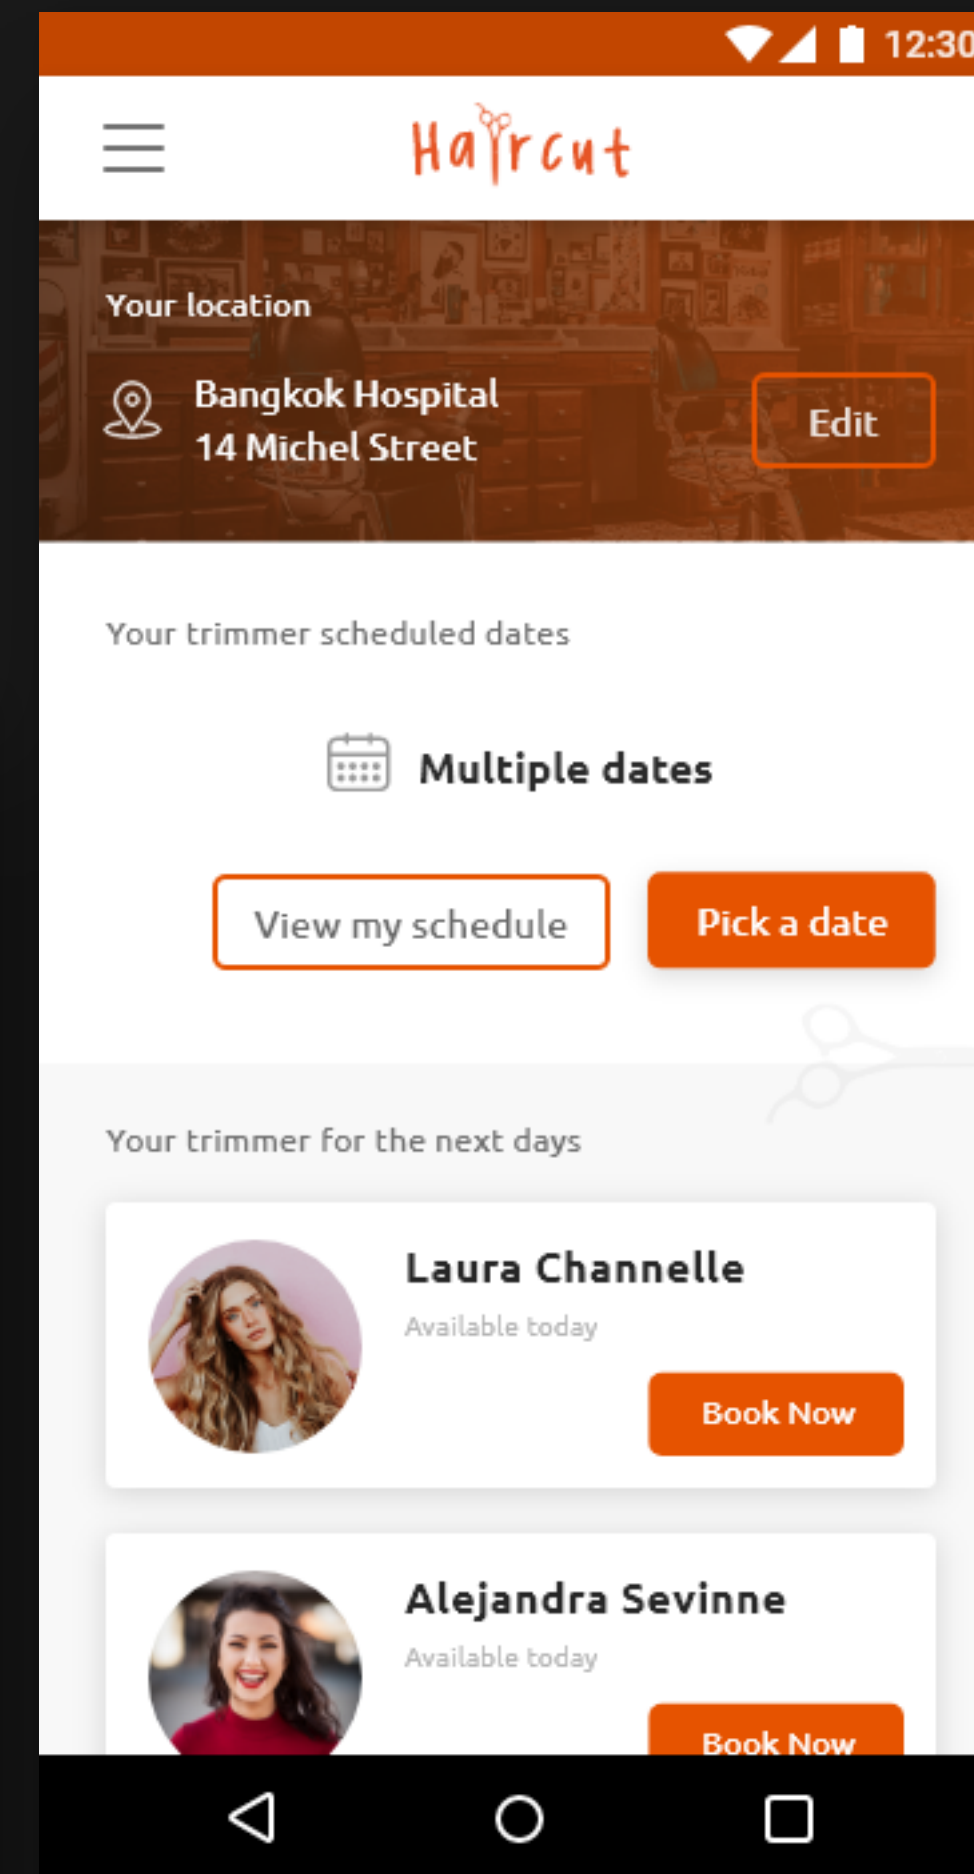 12:30
Haircut
Your location
Bangkok Hospital
14 Michel Street
Edit
Your trimmer scheduled dates
Multiple dates
View my schedule
Pick a date
Your trimmer for the next days
Laura Channelle
Available today
Book Now
Alejandra Sevinne
Available today
Book Now